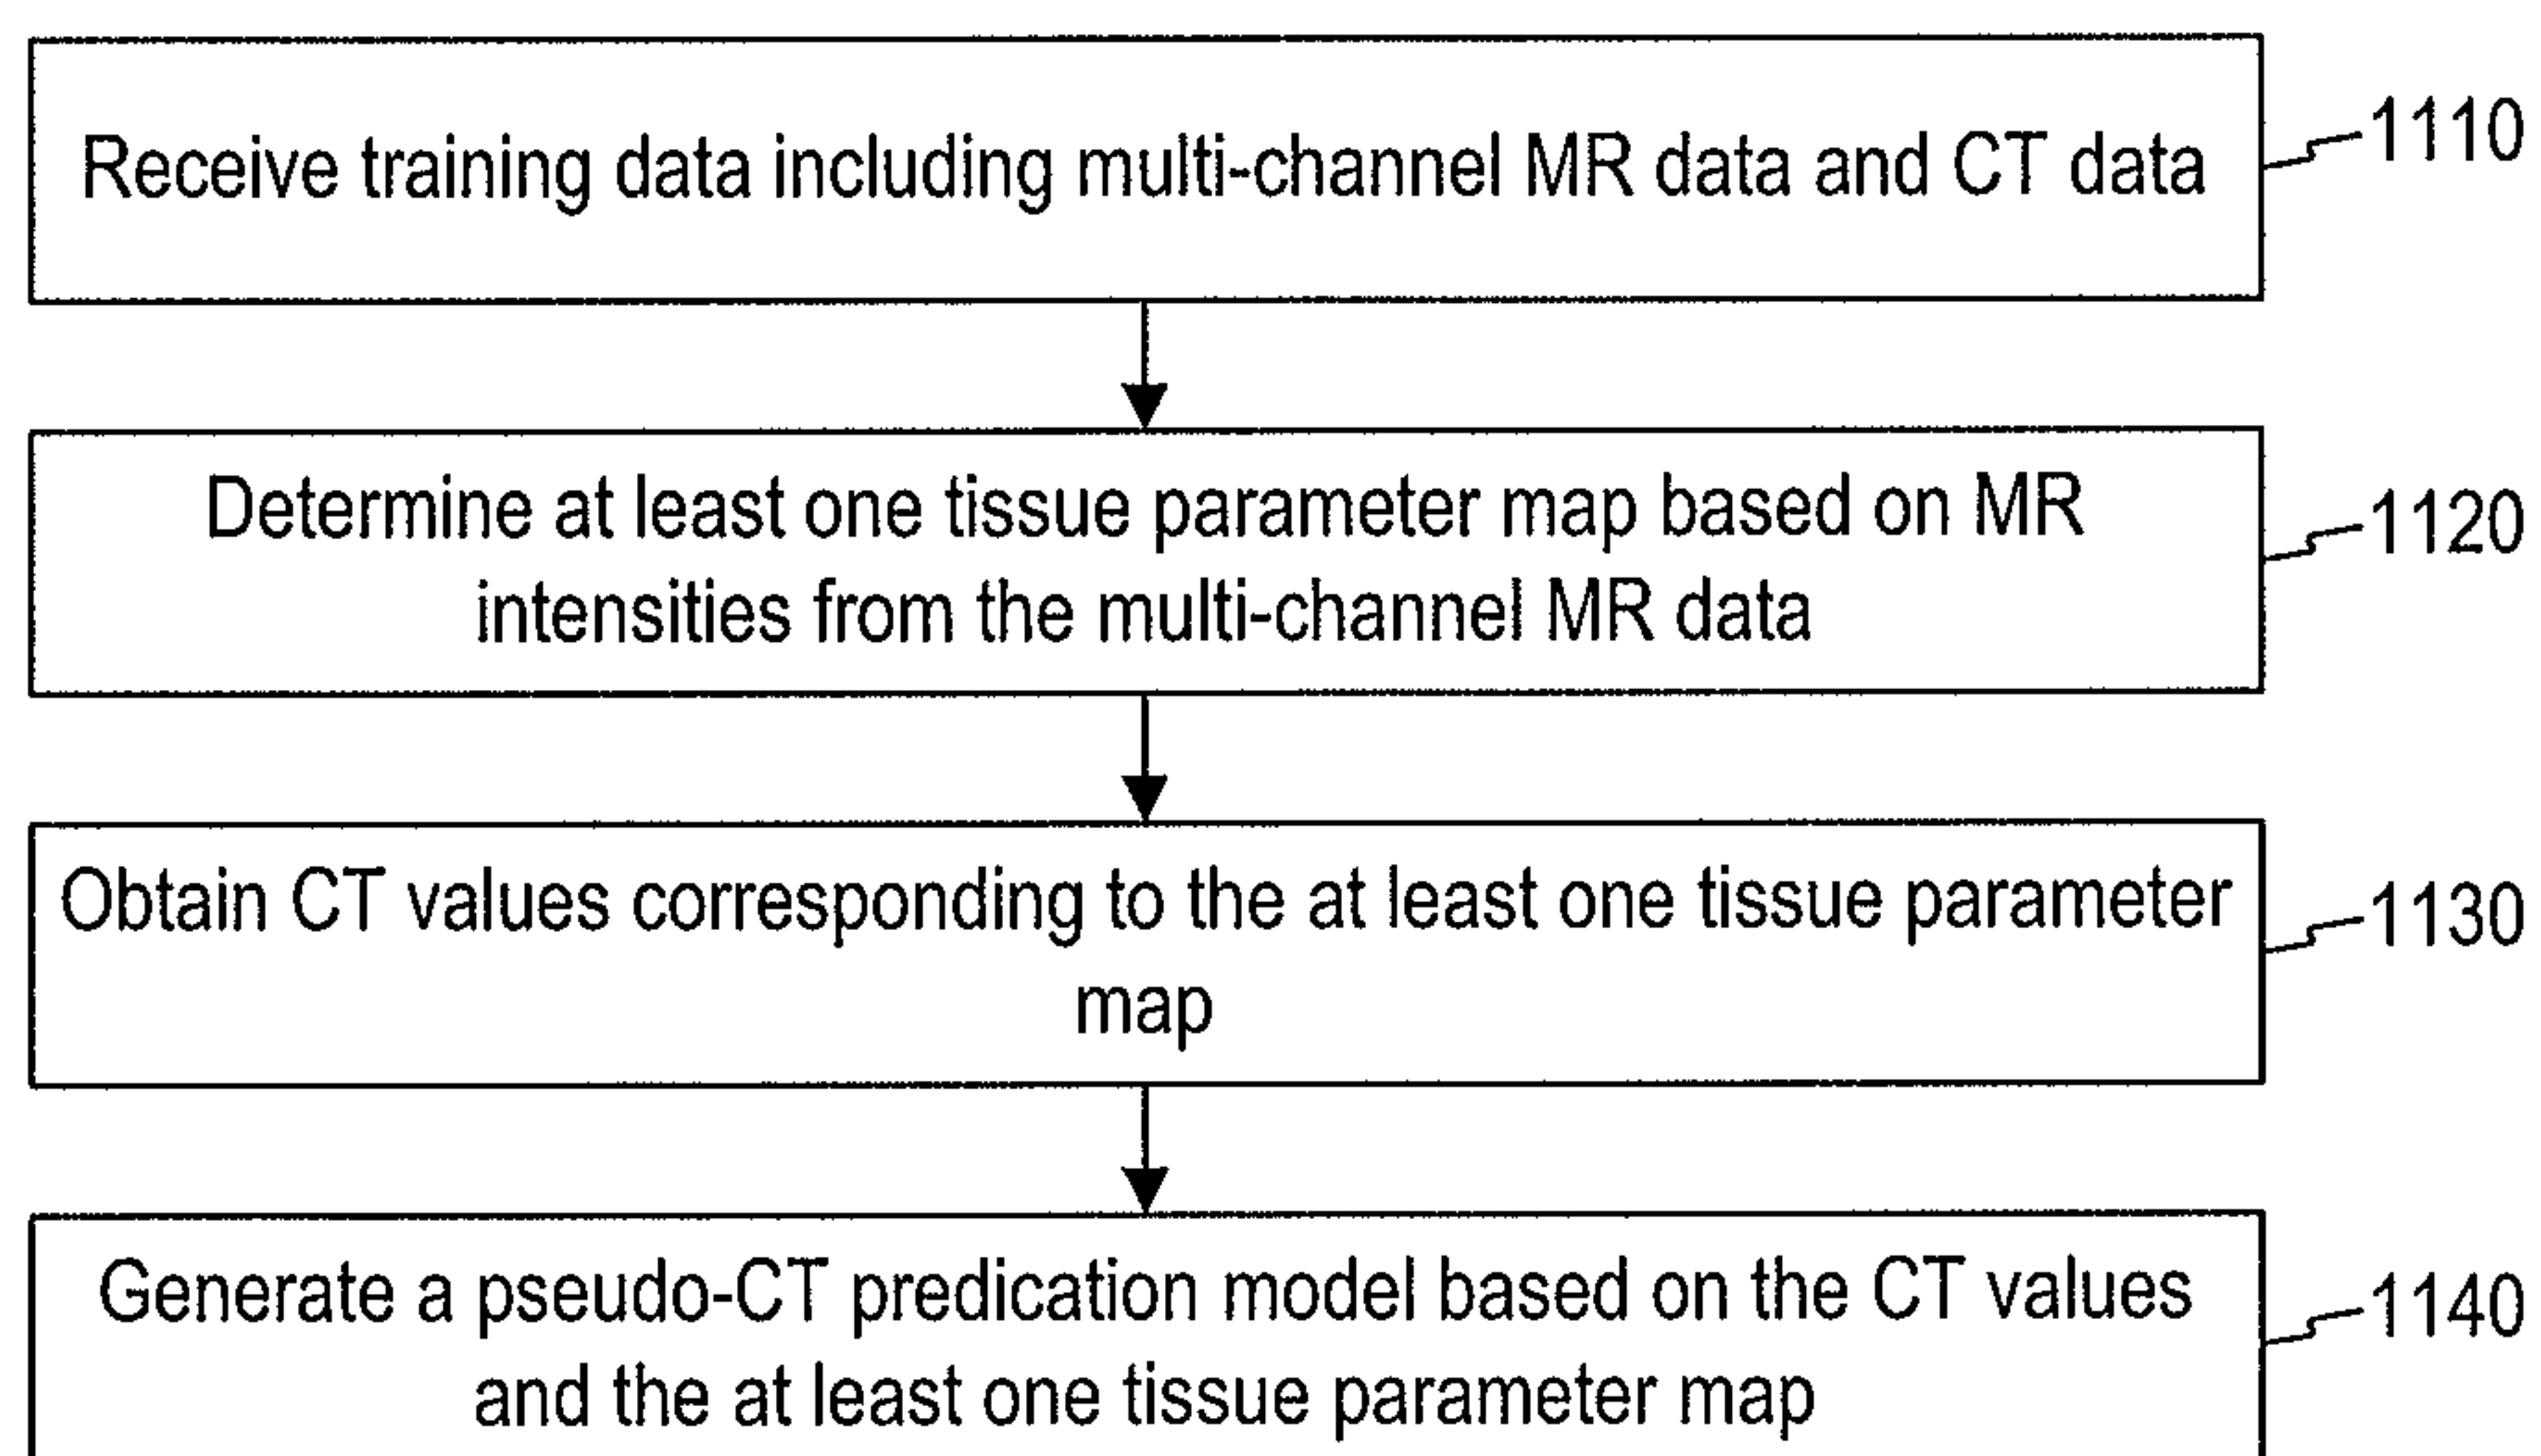 Receive training data including multi-channel MR data and CT data
1110
Determine at least one tissue parameter map based on MR
intensities from the multi-channel MR data
1120
Obtain CT values corresponding to the at least one tissue parameter
map
1130
Generate a pseudo-CT predication model based on the CT values
and the at least one tissue parameter map
1140